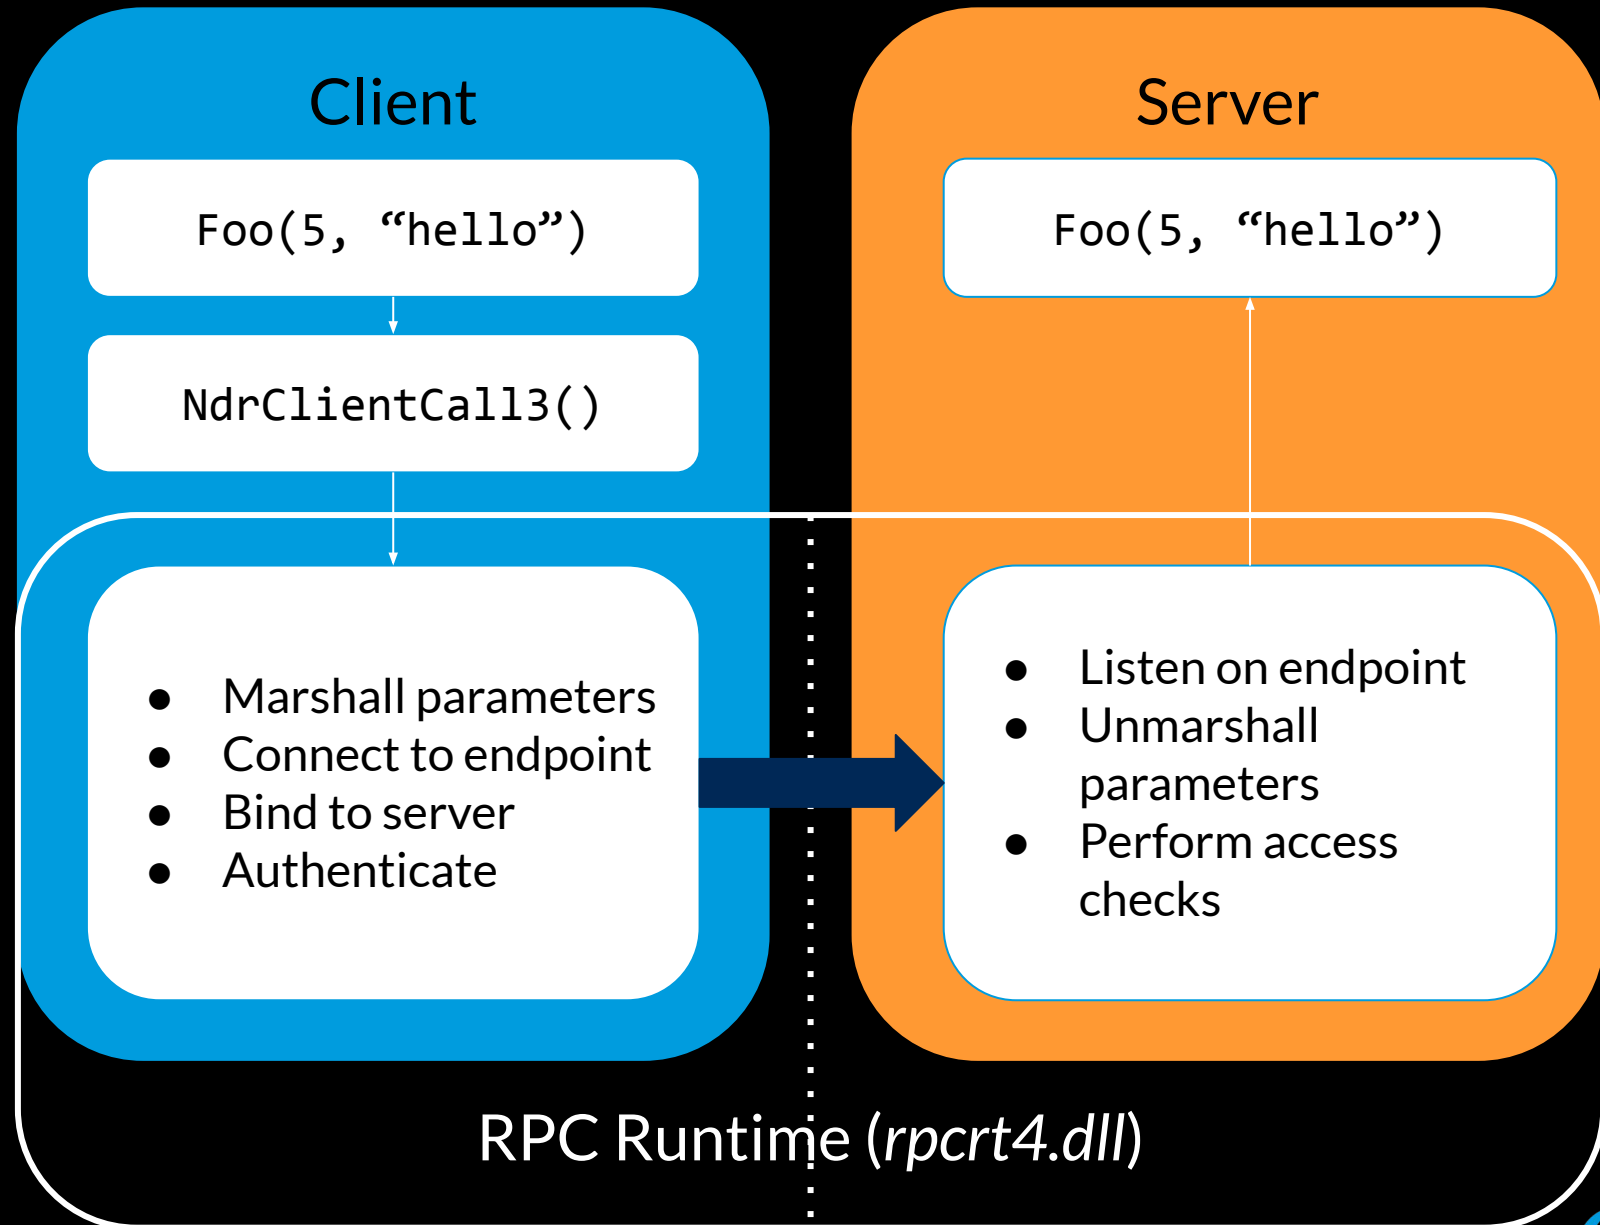 Client
Foo(5, “hello”)
NdrClientCall3()
● Marshall parameters
● Connect to endpoint
● Bind to server
● Authenticate
Server
Foo(5, “hello”)
● Listen on endpoint
● Unmarshall
parameters
● Perform access
checks
RPC Runtime (rpcrt4.dll)